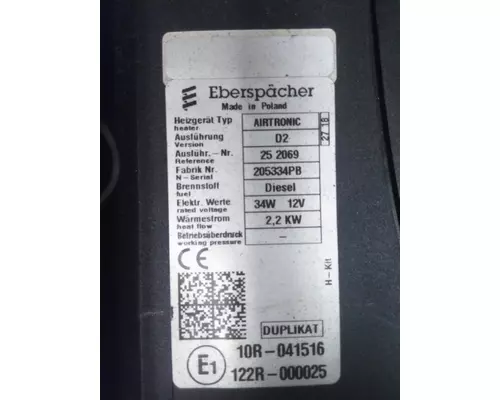 Eberspächer
Made in Poland
Heizgerät Typ AIRTRONIC
heater
Ausführung D2
Version
Ausführ.-Nr. 25 2069
Reference
Fabrik Nr. 205334PB
N-Serial
Brennstoff Diesel
fuel
Elektr. Werte 34W 12V
rated voltage
Wärmestrom 2,2 KW
heat flow
Betriebsüberdruck –
working pressure
27 18
H-Kit
CE
DUPLIKAT
E1
10R-041516
122R-000025